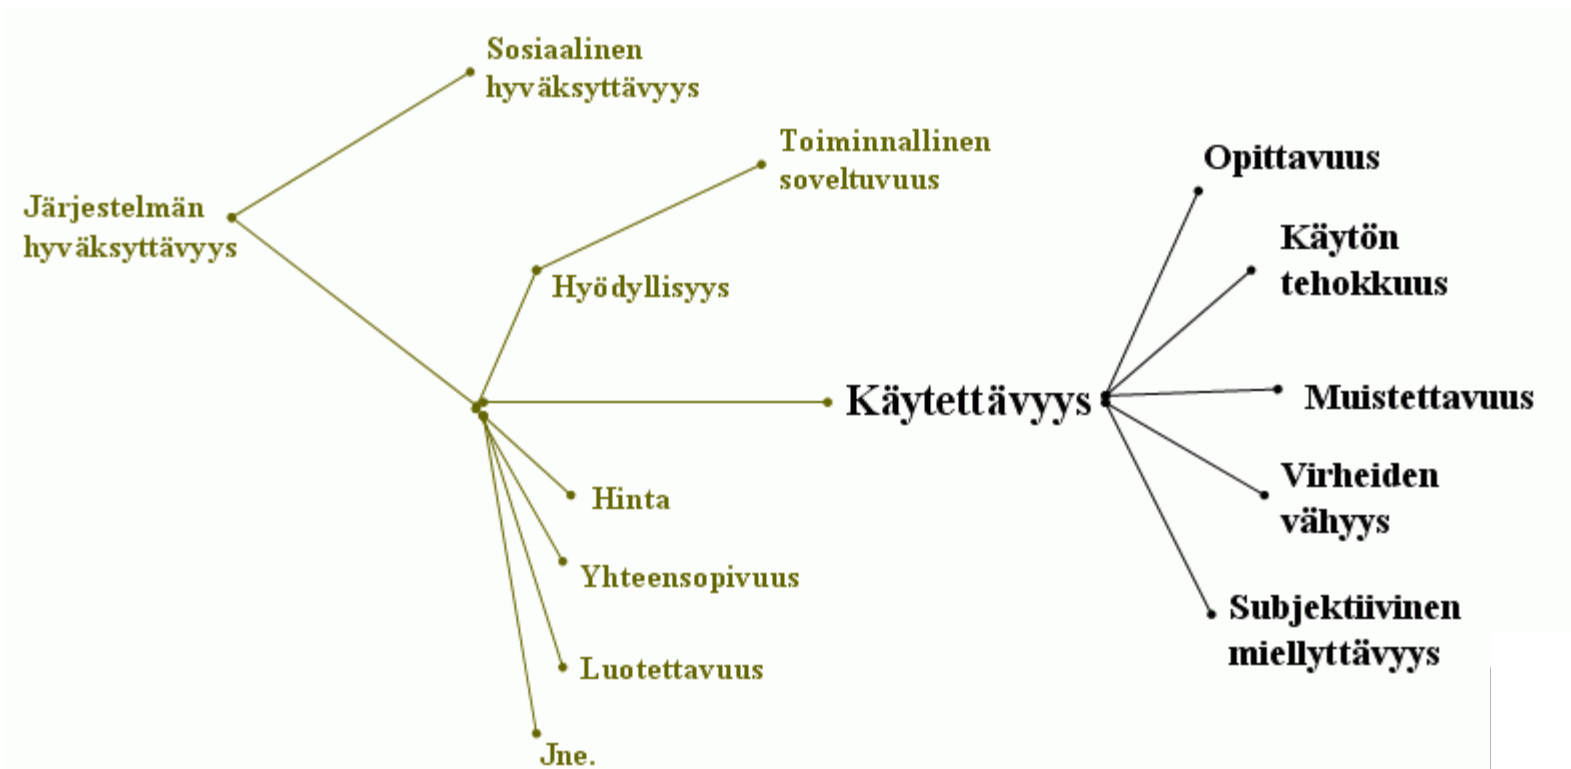 Sosiaalinen
hyväksyttävyys
Järjestelmän
hyväksyttävyys
Toiminnallinen
soveltuvuus
Hyödyllisyys
Käytettävyys
Hinta
Yhteensopivuus
Luotettavuus
Jne.
Opittavuus
Käytön
tehokkuus
Muistettavuus
Virheiden
vähyys
Subjektiivinen
miellyttävyys